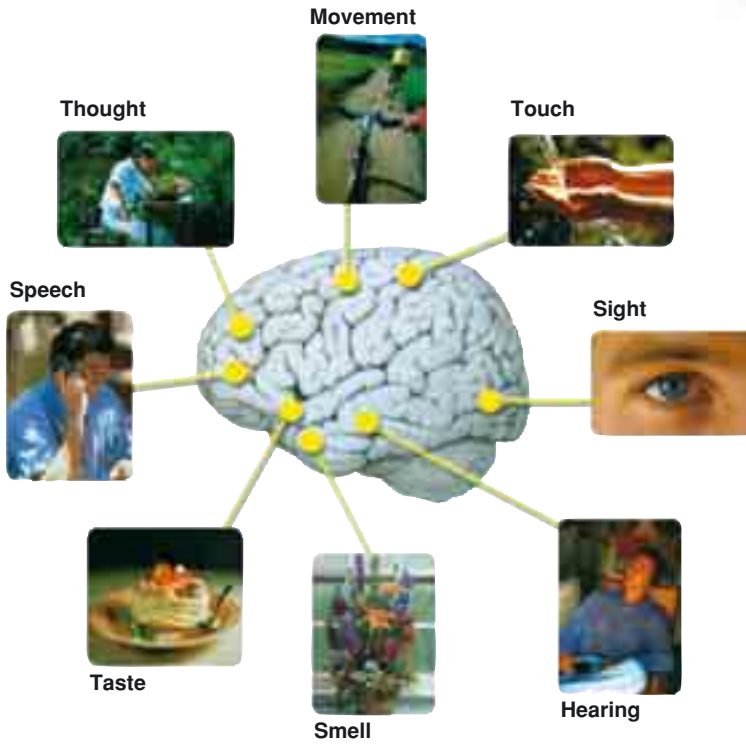 Movement
Thought
Touch
Speech
Sight
Taste
Smell
Hearing